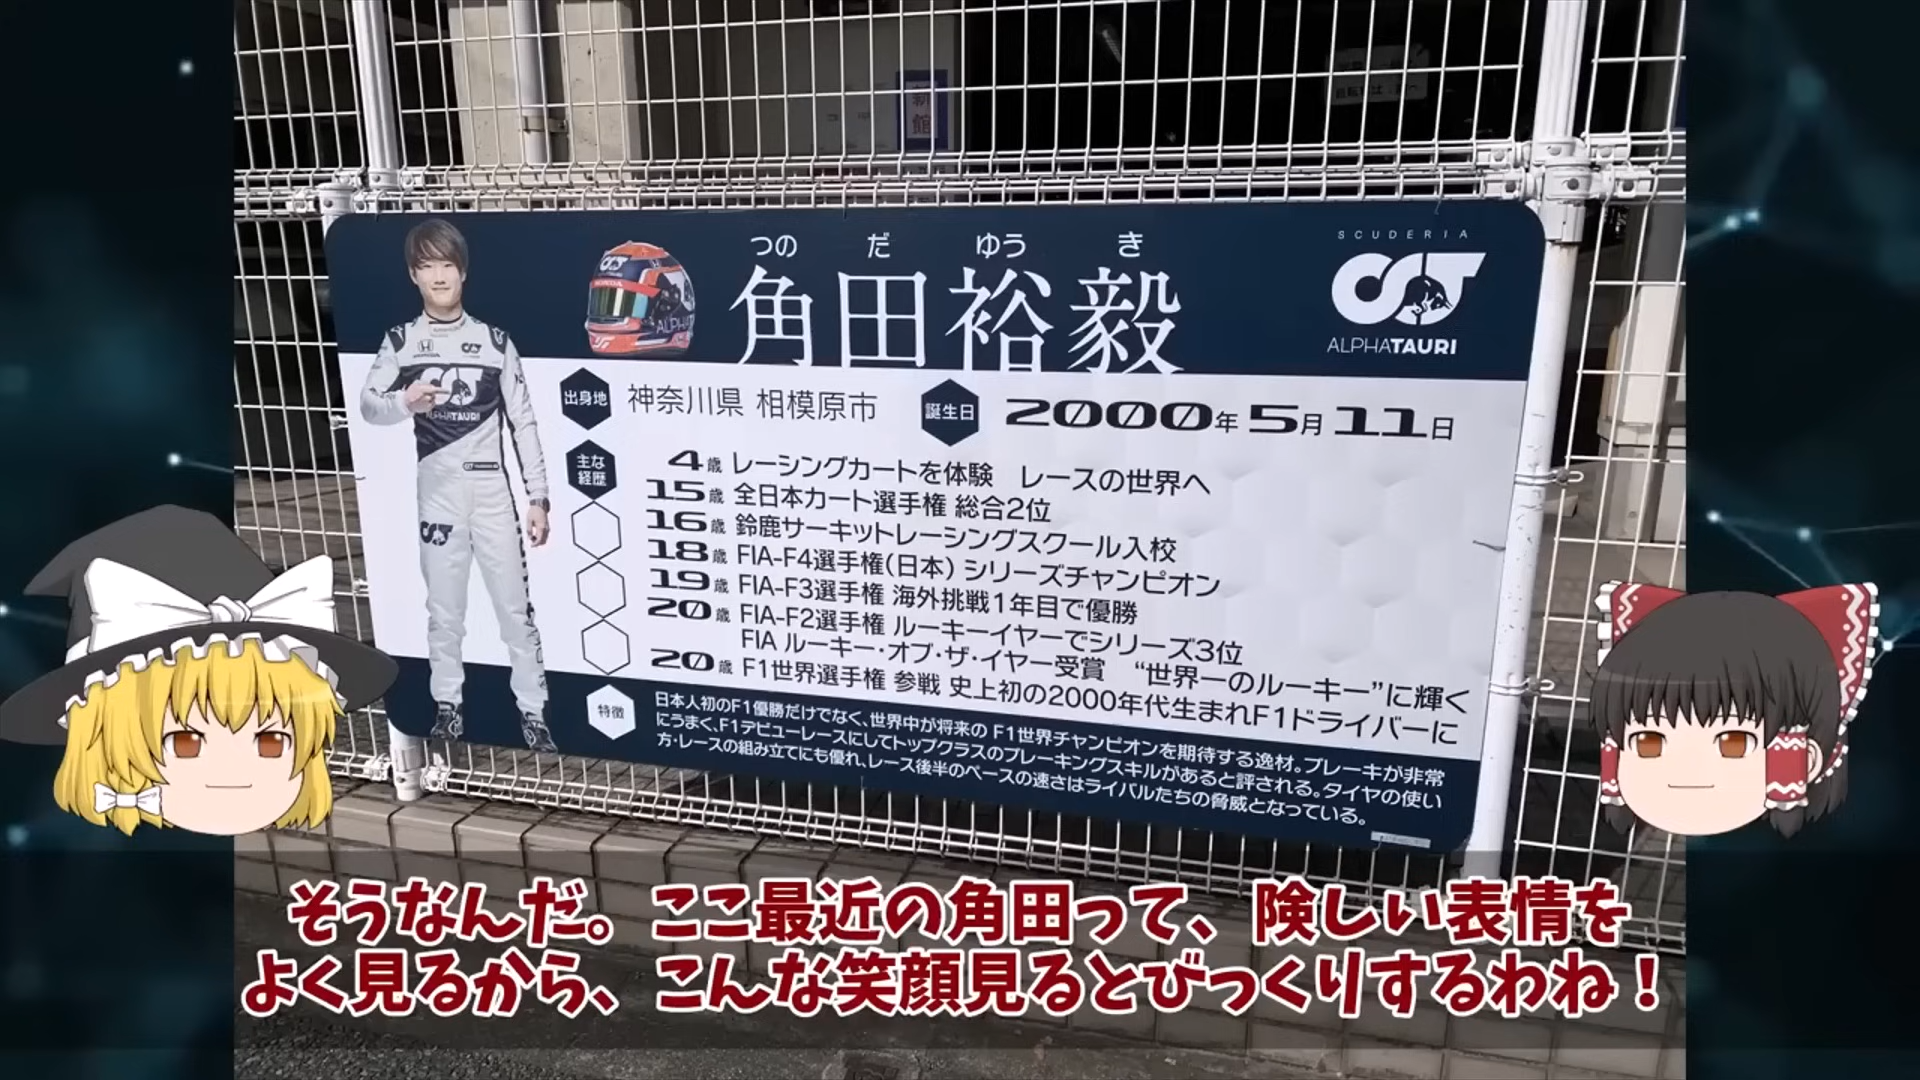 新館
つのだ ゆうき
角田裕毅
SCUDERIA
ALPHATAURI
出身地 神奈川県 相模原市 誕生日 2000年5月11日
主な経歴
4歳 レーシングカートを体験 レースの世界へ
15歳 全日本カート選手権 総合2位
16歳 鈴鹿サーキットレーシングスクール入校
18歳 FIA-F4選手権(日本) シリーズチャンピオン
19歳 FIA-F3選手権 海外挑戦1年目で優勝
20歳 FIA-F2選手権 ルーキーイヤーでシリーズ3位
FIA ルーキー・オブ・ザ・イヤー受賞 “世界一のルーキー”に輝く
20歳 F1世界選手権 参戦 史上初の2000年代生まれF1ドライバーに
特徴
日本人初のF1優勝だけでなく、世界中が将来の F1世界チャンピオンを期待する逸材。ブレーキが非常
にうまく、F1デビューレースにしてトップクラスのブレーキングスキルがあると評される。タイヤの使い
方・レースの組み立てにも優れ、レース後半のペースの速さはライバルたちの脅威となっている。
HONDA
ALPHATAURI
そうなんだ。ここ最近の角田って、険しい表情を
よく見るから、こんな笑顔見るとびっくりするわね！